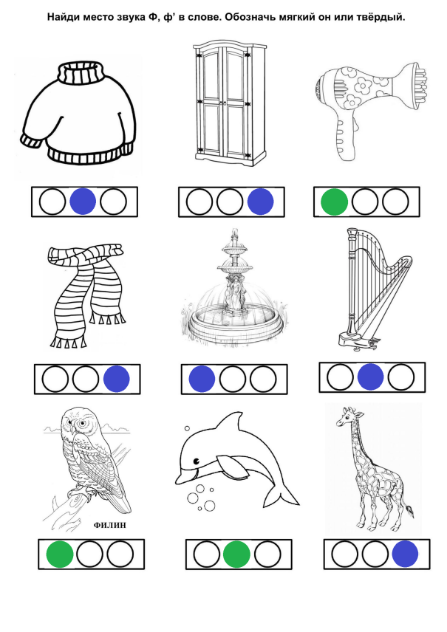 Найди место звука Ф, ф' в слове. Обозначь мягкий он или твёрдый.
ФИЛИН